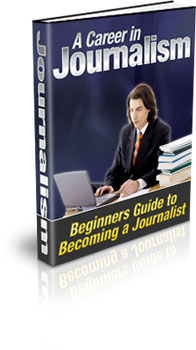 A Career in
Journalism
Beginners Guide to
Becoming a Journalist
Journalism